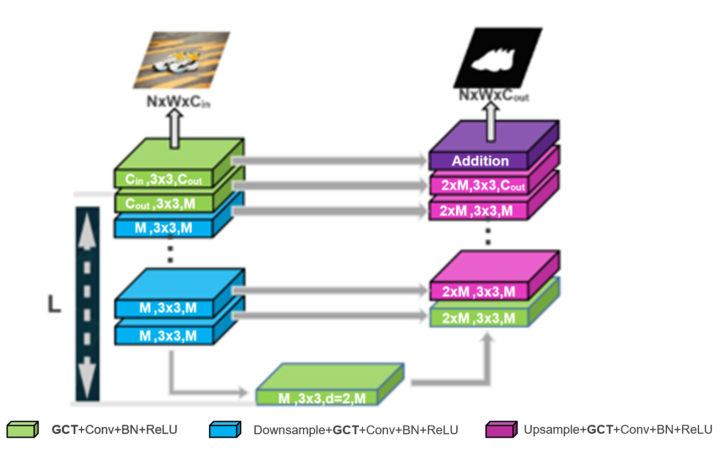 NxWxCin
NxWxCout
Cin ,3x3,Cout
Addition
Cout ,3x3,M
2xM,3x3,Cout
M ,3x3,M
2xM,3x3,M
L
M ,3x3,M
2xM,3x3,M
M ,3x3,M
2xM,3x3,M
M ,3x3,d=2,M
GCT+Conv+BN+ReLU
Downsample+GCT+Conv+BN+ReLU
Upsample+GCT+Conv+BN+ReLU